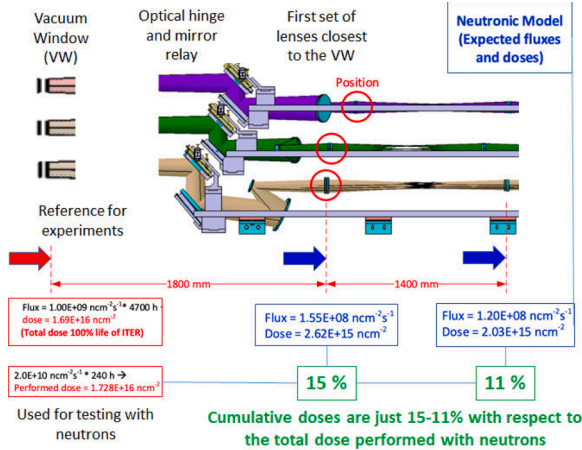 Vacuum
Window
(VW)
Optical hinge
and mirror
relay
First set of
lenses closest
to the VW
Neutronic Model
(Expected fluxes
and doses)
Position
Reference for
experiments
1800 mm
1400 mm
Flux = 1.00E+09 ncm⁻²s⁻¹* 4700 h -
dose = 1.69E+16 ncm⁻²
(Total dose 100% life of ITER)
Flux = 1.55E+08 ncm⁻²s⁻¹
Dose = 2.62E+15 ncm⁻²
Flux = 1.20E+08 ncm⁻²s⁻¹
Dose = 2.03E+15 ncm⁻²
2.0E+10 ncm⁻²s⁻¹ * 240 h →
Performed dose = 1.728E+16 ncm⁻²
15 %
11 %
Used for testing with
neutrons
Cumulative doses are just 15-11% with respect to
the total dose performed with neutrons